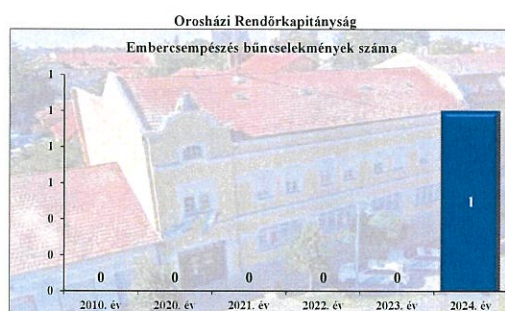 Orosházi Rendőrkapitányság
Embercsempészés bűncselekmények száma
1
1
1
1
0
0
0
0 0 0 0 0 1
2010. év 2020. év 2021. év 2022. év 2023. év 2024. év